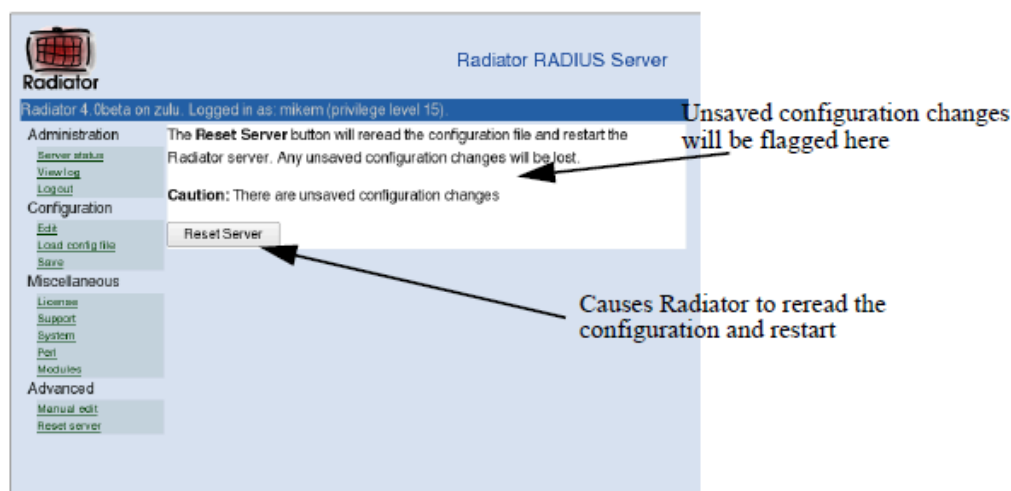 Radiator
Radiator RADIUS Server
Radiator 4.0beta on zulu. Logged in as: mikem (privilege level 15).
Administration
Server status
View log
Logout
Configuration
Edit
Load config file
Save
Miscellaneous
License
Support
System
Perl
Modules
Advanced
Manual edit
Reset server
The Reset Server button will reread the configuration file and restart the
Radiator server. Any unsaved configuration changes will be lost.
Caution: There are unsaved configuration changes
Reset Server
Unsaved configuration changes
will be flagged here
Causes Radiator to reread the
configuration and restart